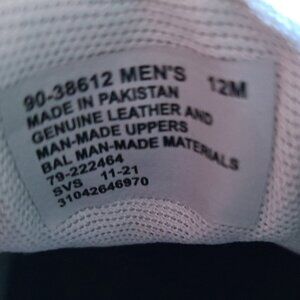 90-38612 MEN'S 12M
MADE IN PAKISTAN
GENUINE LEATHER AND
MAN-MADE UPPERS
BAL MAN-MADE MATERIALS
79-222464
SVS 11-21
31042646970